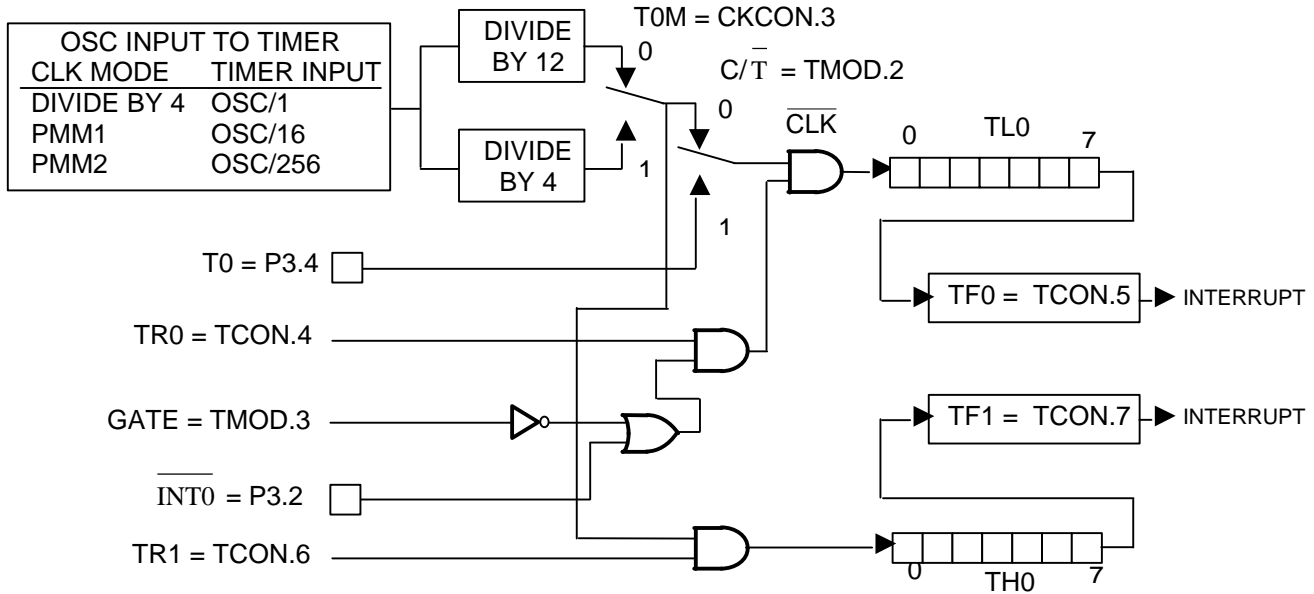 OSC INPUT TO TIMER
CLK MODE TIMER INPUT
DIVIDE BY 4 OSC/1
PMM1 OSC/16
PMM2 OSC/256
DIVIDE
BY 12
DIVIDE
BY 4
T0M = CKCON.3
0
1
C/T̅ = TMOD.2
0
1
C̅L̅K̅
0 TL0 7
T0 = P3.4
TF0 = TCON.5
INTERRUPT
TR0 = TCON.4
GATE = TMOD.3
TF1 = TCON.7
INTERRUPT
I̅N̅T̅0̅ = P3.2
TR1 = TCON.6
0 TH0 7